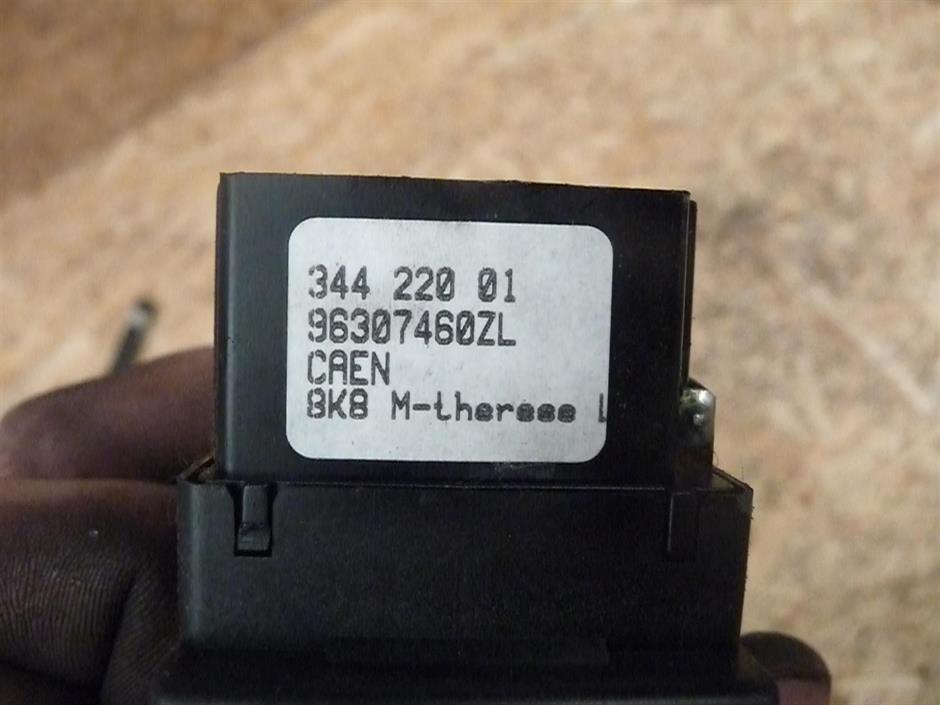 344 220 01
96307460ZL
CAEN
8K8 M-therese L